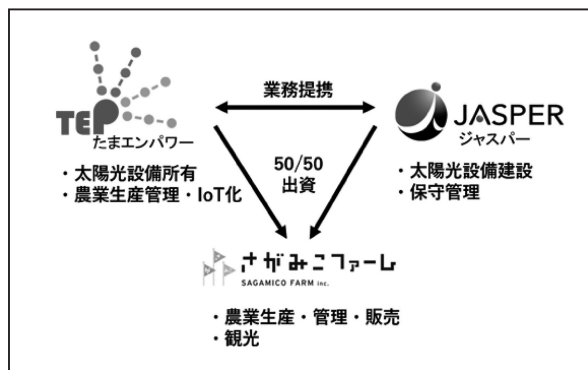 TEP
たまエンパワー
・太陽光設備所有
・農業生産管理・IoT化
業務提携
JASPER
ジャスパー
・太陽光設備建設
・保守管理
50/50
出資
さがみこファーム
SAGAMICO FARM inc.
・農業生産・管理・販売
・観光